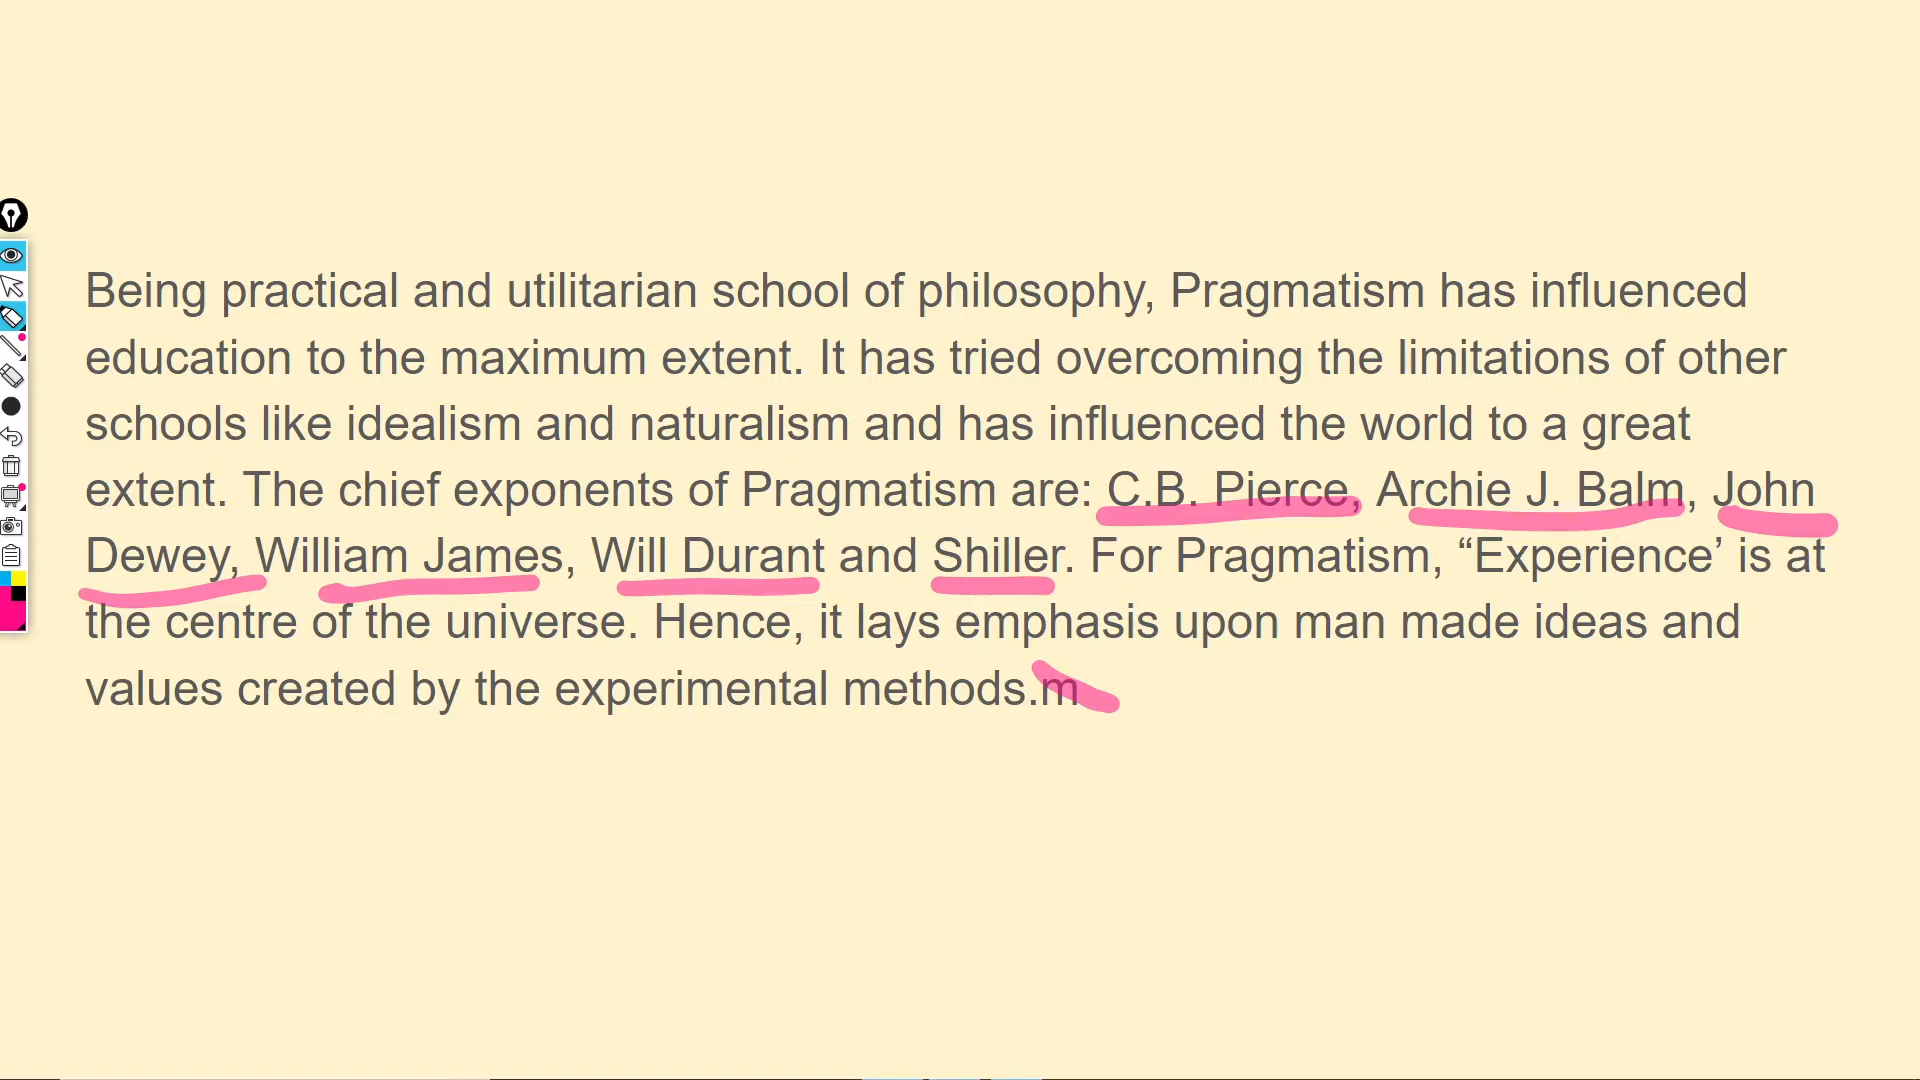 Being practical and utilitarian school of philosophy, Pragmatism has influenced
education to the maximum extent. It has tried overcoming the limitations of other
schools like idealism and naturalism and has influenced the world to a great
extent. The chief exponents of Pragmatism are: C.B. Pierce, Archie J. Balm, John
Dewey, William James, Will Durant and Shiller. For Pragmatism, “Experience’ is at
the centre of the universe. Hence, it lays emphasis upon man made ideas and
values created by the experimental methods.m